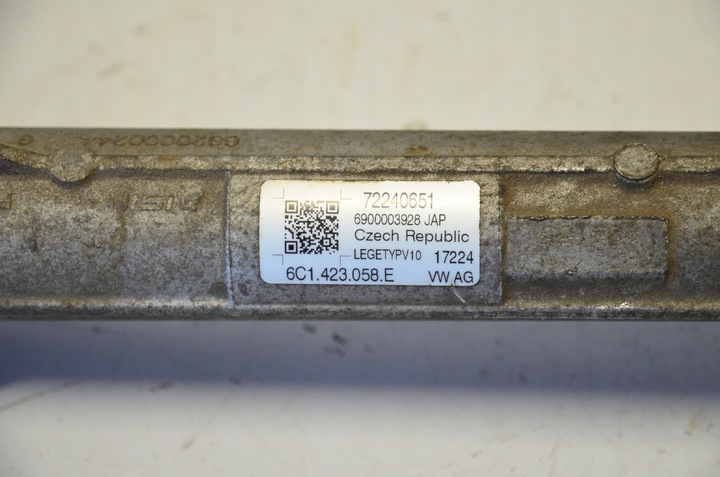 72240651
6900003928 JAP
Czech Republic
LEGETYPV10 17224
6C1.423.058.E VW AG